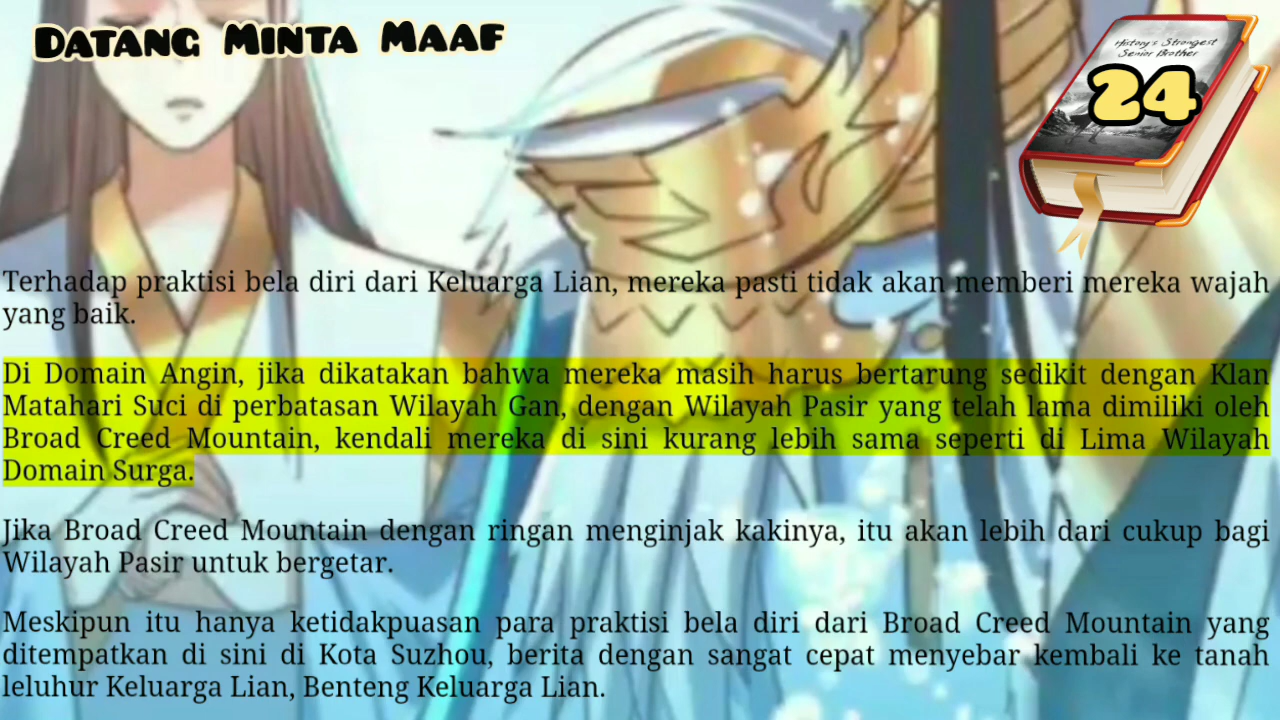 Datang Minta Maaf
History's Strongest
Senior Brother
24
Terhadap praktisi bela diri dari Keluarga Lian, mereka pasti tidak akan memberi mereka wajah
yang baik.
Di Domain Angin, jika dikatakan bahwa mereka masih harus bertarung sedikit dengan Klan
Matahari Suci di perbatasan Wilayah Gan, dengan Wilayah Pasir yang telah lama dimiliki oleh
Broad Creed Mountain, kendali mereka di sini kurang lebih sama seperti di Lima Wilayah
Domain Surga.
Jika Broad Creed Mountain dengan ringan menginjak kakinya, itu akan lebih dari cukup bagi
Wilayah Pasir untuk bergetar.
Meskipun itu hanya ketidakpuasan para praktisi bela diri dari Broad Creed Mountain yang
ditempatkan di sini di Kota Suzhou, berita dengan sangat cepat menyebar kembali ke tanah
leluhur Keluarga Lian, Benteng Keluarga Lian.